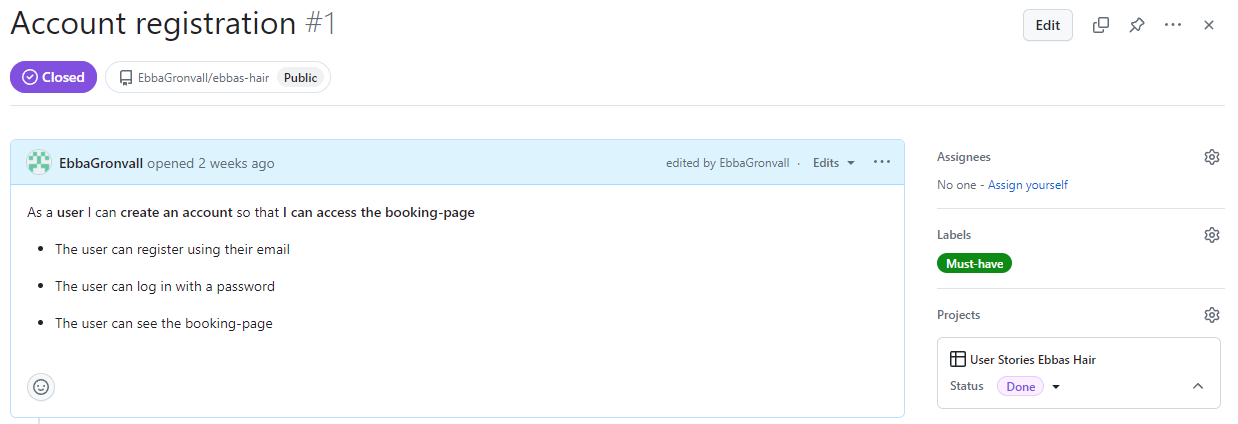 Account registration #1
Edit
Closed
EbbaGronvall/ebbas-hair Public
EbbaGronvall opened 2 weeks ago
edited by EbbaGronvall · Edits
As a user I can create an account so that I can access the booking-page
• The user can register using their email
• The user can log in with a password
• The user can see the booking-page
Assignees
No one - Assign yourself
Labels
Must-have
Projects
User Stories Ebbas Hair
Status Done